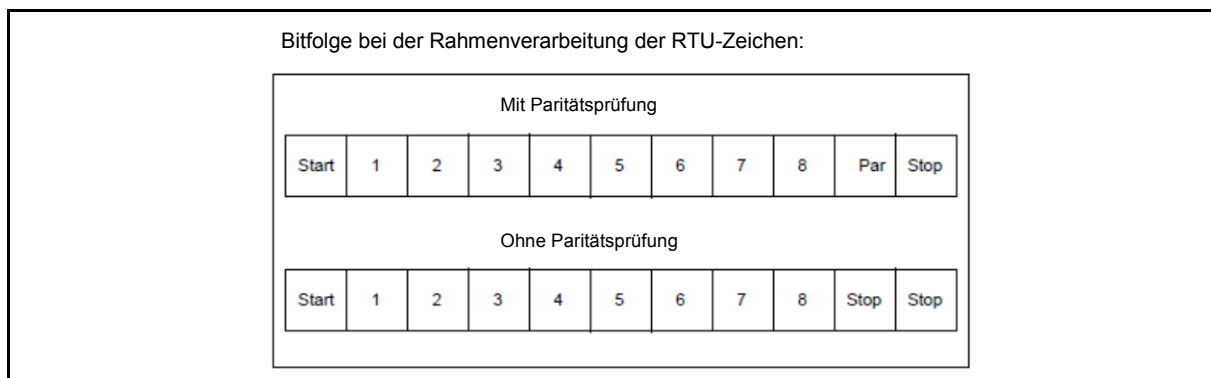 Bitfolge bei der Rahmenverarbeitung der RTU-Zeichen:
Mit Paritätsprüfung
Start 1 2 3 4 5 6 7 8 Par Stop
Ohne Paritätsprüfung
Start 1 2 3 4 5 6 7 8 Stop Stop